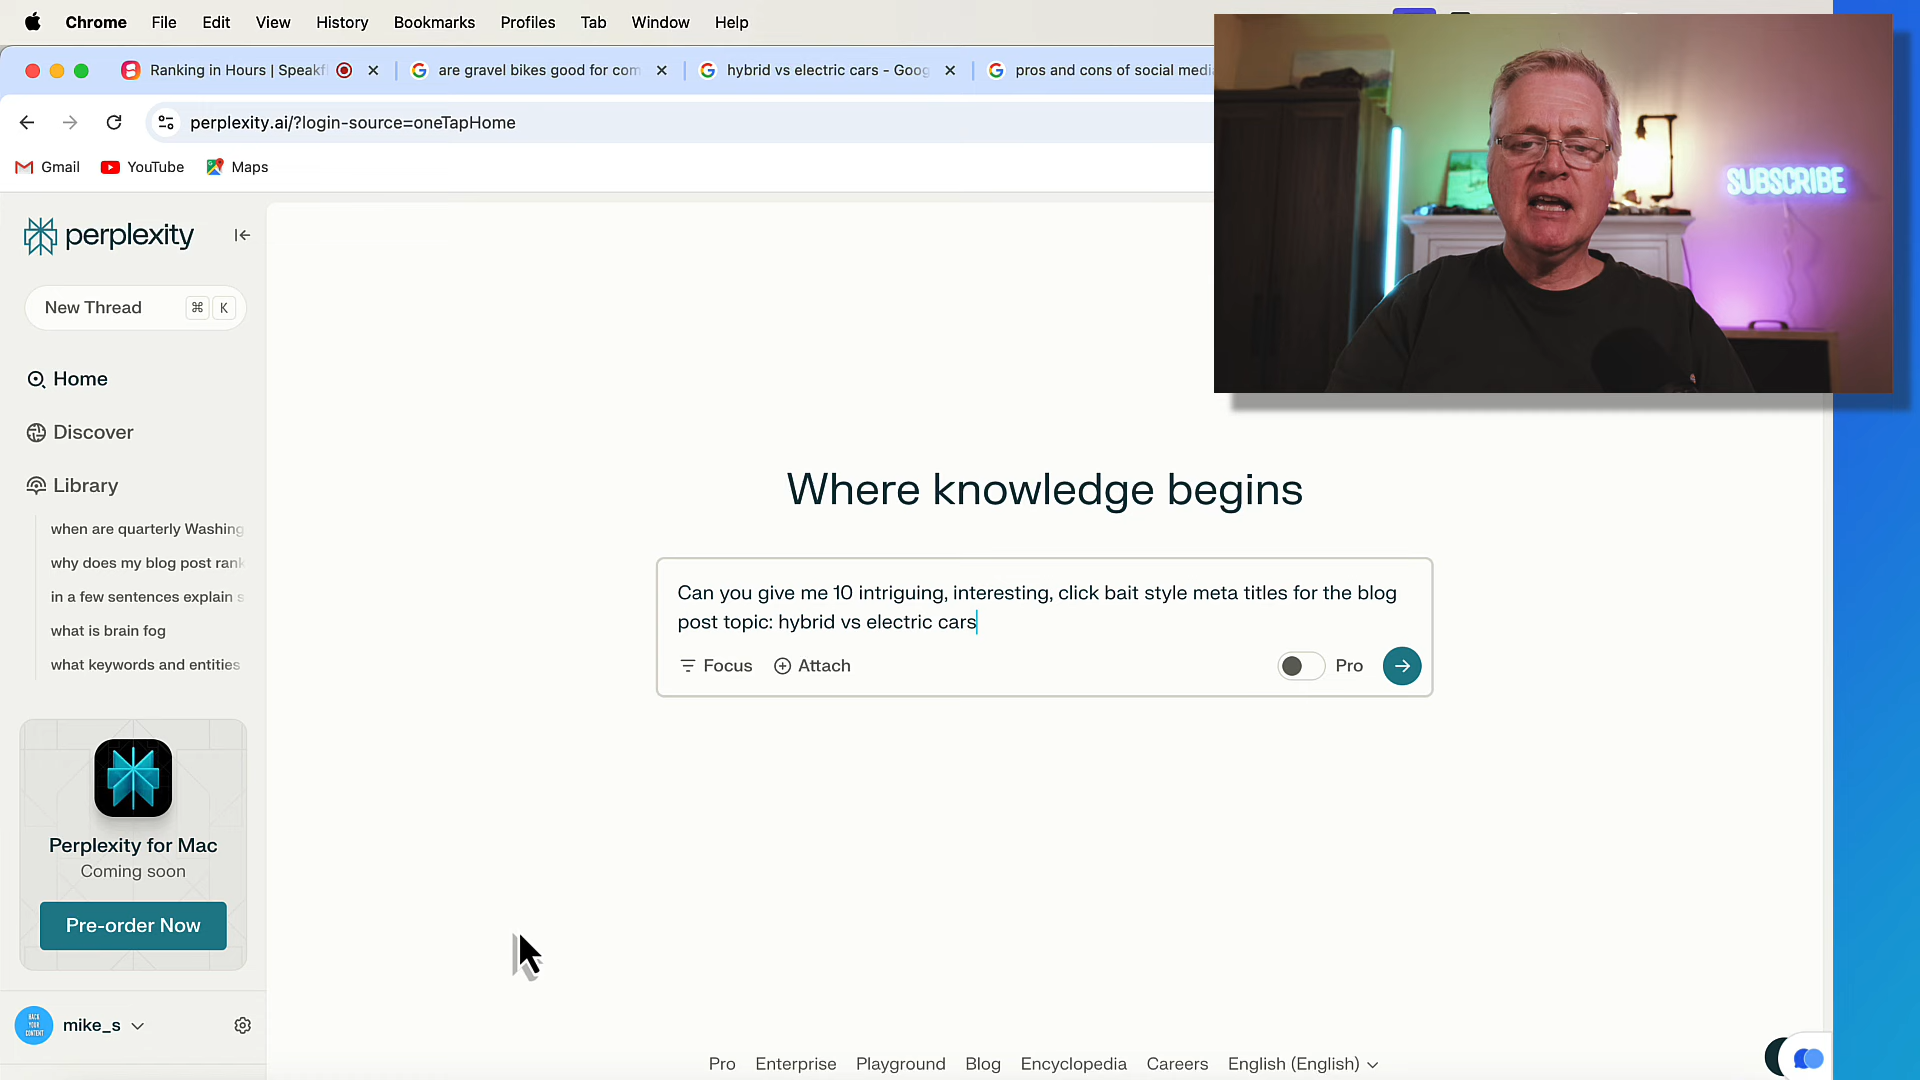 Chrome File Edit View History Bookmarks Profiles Tab Window Help
Ranking in Hours | Speakf
are gravel bikes good for com
hybrid vs electric cars - Goog
pros and cons of social medi
perplexity.ai/?login-source=oneTapHome
Gmail YouTube Maps
SUBSCRIBE
perplexity
New Thread ⌘ K
Home
Discover
Library
when are quarterly Washing
why does my blog post rank
in a few sentences explain s
what is brain fog
what keywords and entities
Where knowledge begins
Can you give me 10 intriguing, interesting, click bait style meta titles for the blog
post topic: hybrid vs electric cars
Focus Attach Pro
Perplexity for Mac
Coming soon
Pre-order Now
HACK
YOUR
CONTENT
mike_s
Pro Enterprise Playground Blog Encyclopedia Careers English (English)